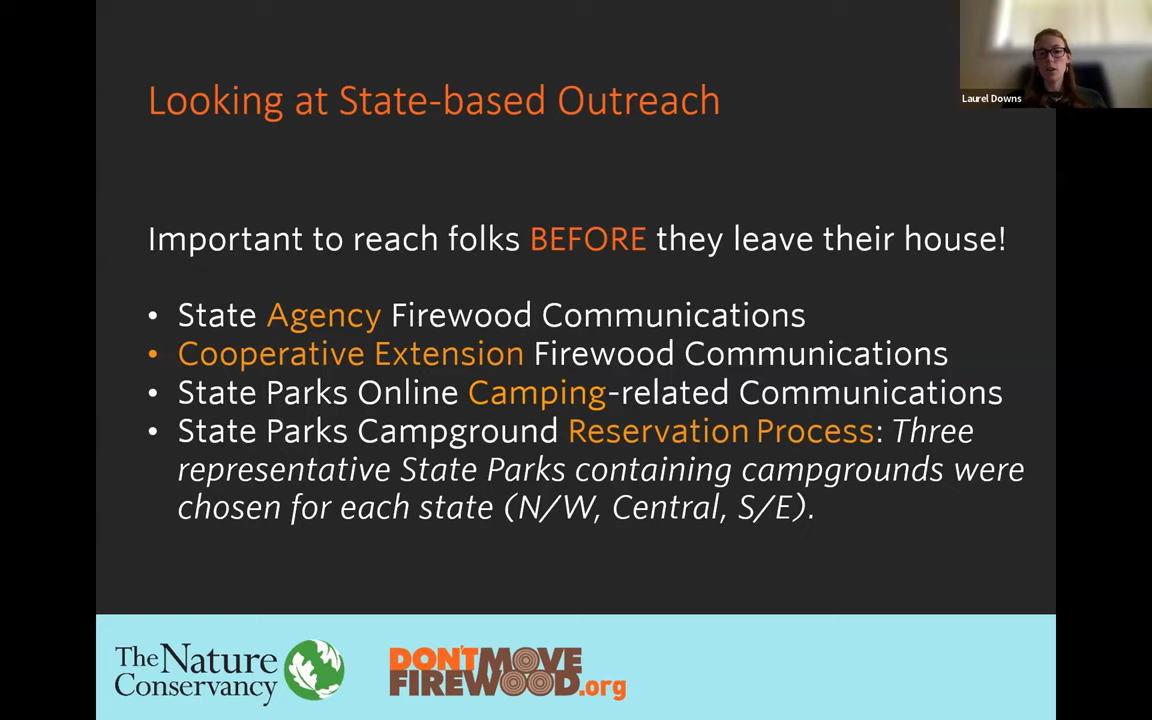 Looking at State-based Outreach
Laurel Downs
Important to reach folks BEFORE they leave their house!
• State Agency Firewood Communications
• Cooperative Extension Firewood Communications
• State Parks Online Camping-related Communications
• State Parks Campground Reservation Process: Three
representative State Parks containing campgrounds were
chosen for each state (N/W, Central, S/E).
The Nature
Conservancy
DON'T MOVE
FIREWOOD.org